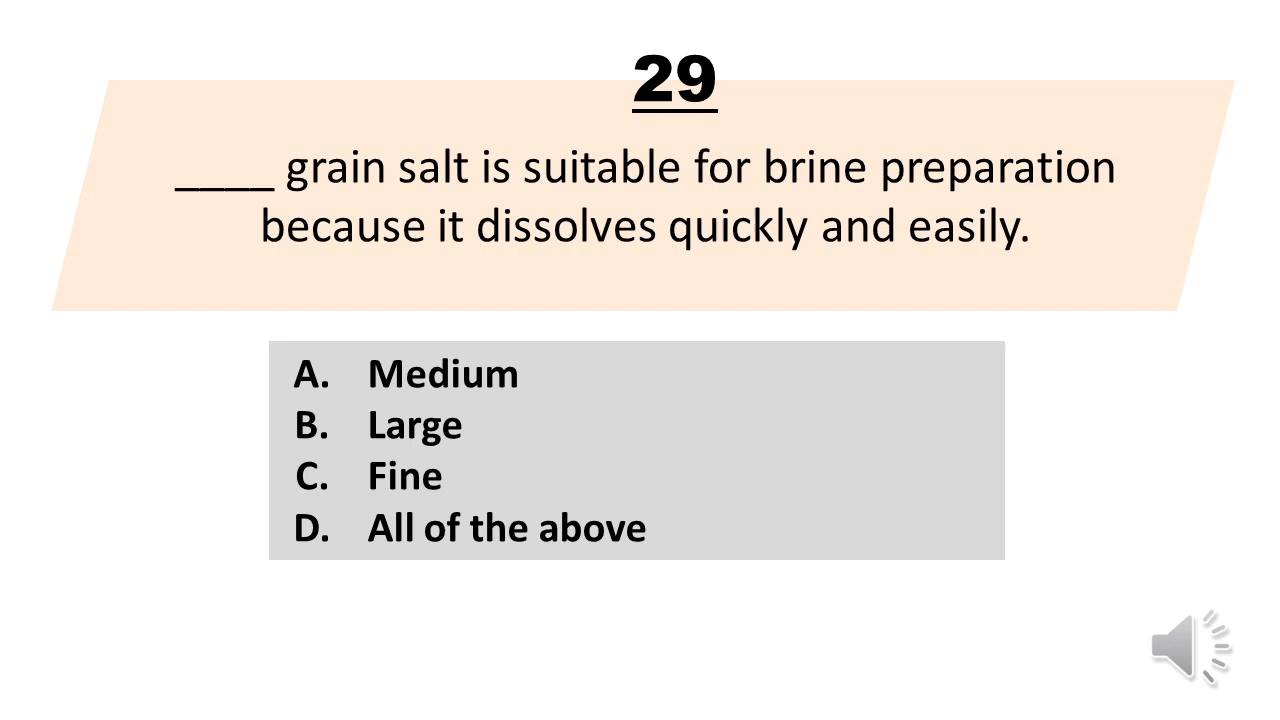 29
____ grain salt is suitable for brine preparation
because it dissolves quickly and easily.
A. Medium
B. Large
C. Fine
D. All of the above